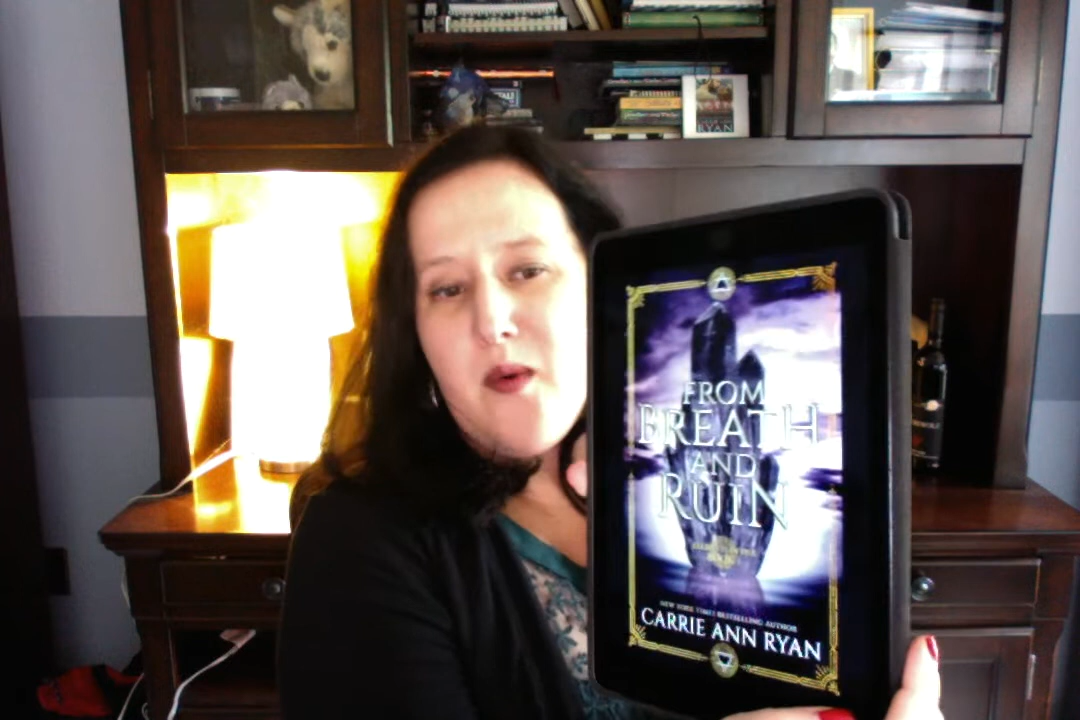 RYAN
FROM
BREATH
AND
RUIN
NEW YORK TIMES BESTSELLING AUTHOR
CARRIE ANN RYAN